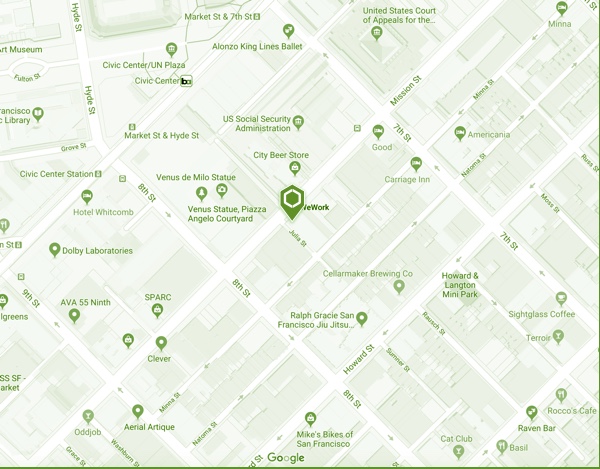 Hyde St
Market St & 7th St
United States Court
of Appeals for the...
Minna
Art Museum
Alonzo King Lines Ballet
Civic Center/UN Plaza
Fulton St
Civic Center
ba
Mission St
Minna St
Hyde St
Library
US Social Security
Administration
Market St & Hyde St
7th St
Americania
Good
Grove St
City Beer Store
Natoma St
Carriage Inn
Civic Center Station
Venus de Milo Statue
8th St
Hotel Whitcomb
Venus Statue, Piazza
Angelo Courtyard
WeWork
Moss St
Julia St
7th St
Dolby Laboratories
8th St
Cellarmaker Brewing Co
Howard &
Langton
Mini Park
9th St
AVA 55 Ninth
SPARC
Ralph Gracie San
Francisco Jiu Jitsu...
Rausch St
Sightglass Coffee
Terroir
Clever
Howard St
Sumner St
8th St
Minna St
Oddjob
Aerial Artique
Natoma St
Mike's Bikes of
San Francisco
Rocco's Cafe
Raven Bar
Cat Club
Basil
Grace St
Washburn St
Google